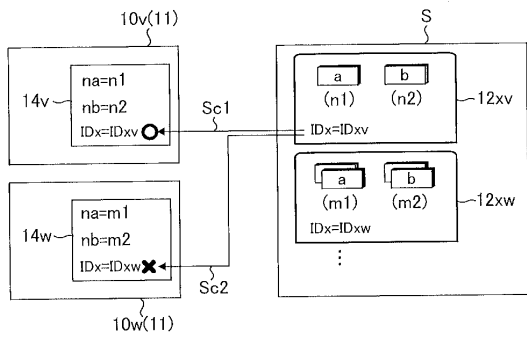 10v(11)
S
14v
na=n1
nb=n2
IDx=IDxv
Sc1
a
b
(n1)
(n2)
IDx=IDxv
12xv
14w
na=m1
nb=m2
IDx=IDxw
Sc2
a
b
(m1)
(m2)
IDx=IDxw
12xw
10w(11)